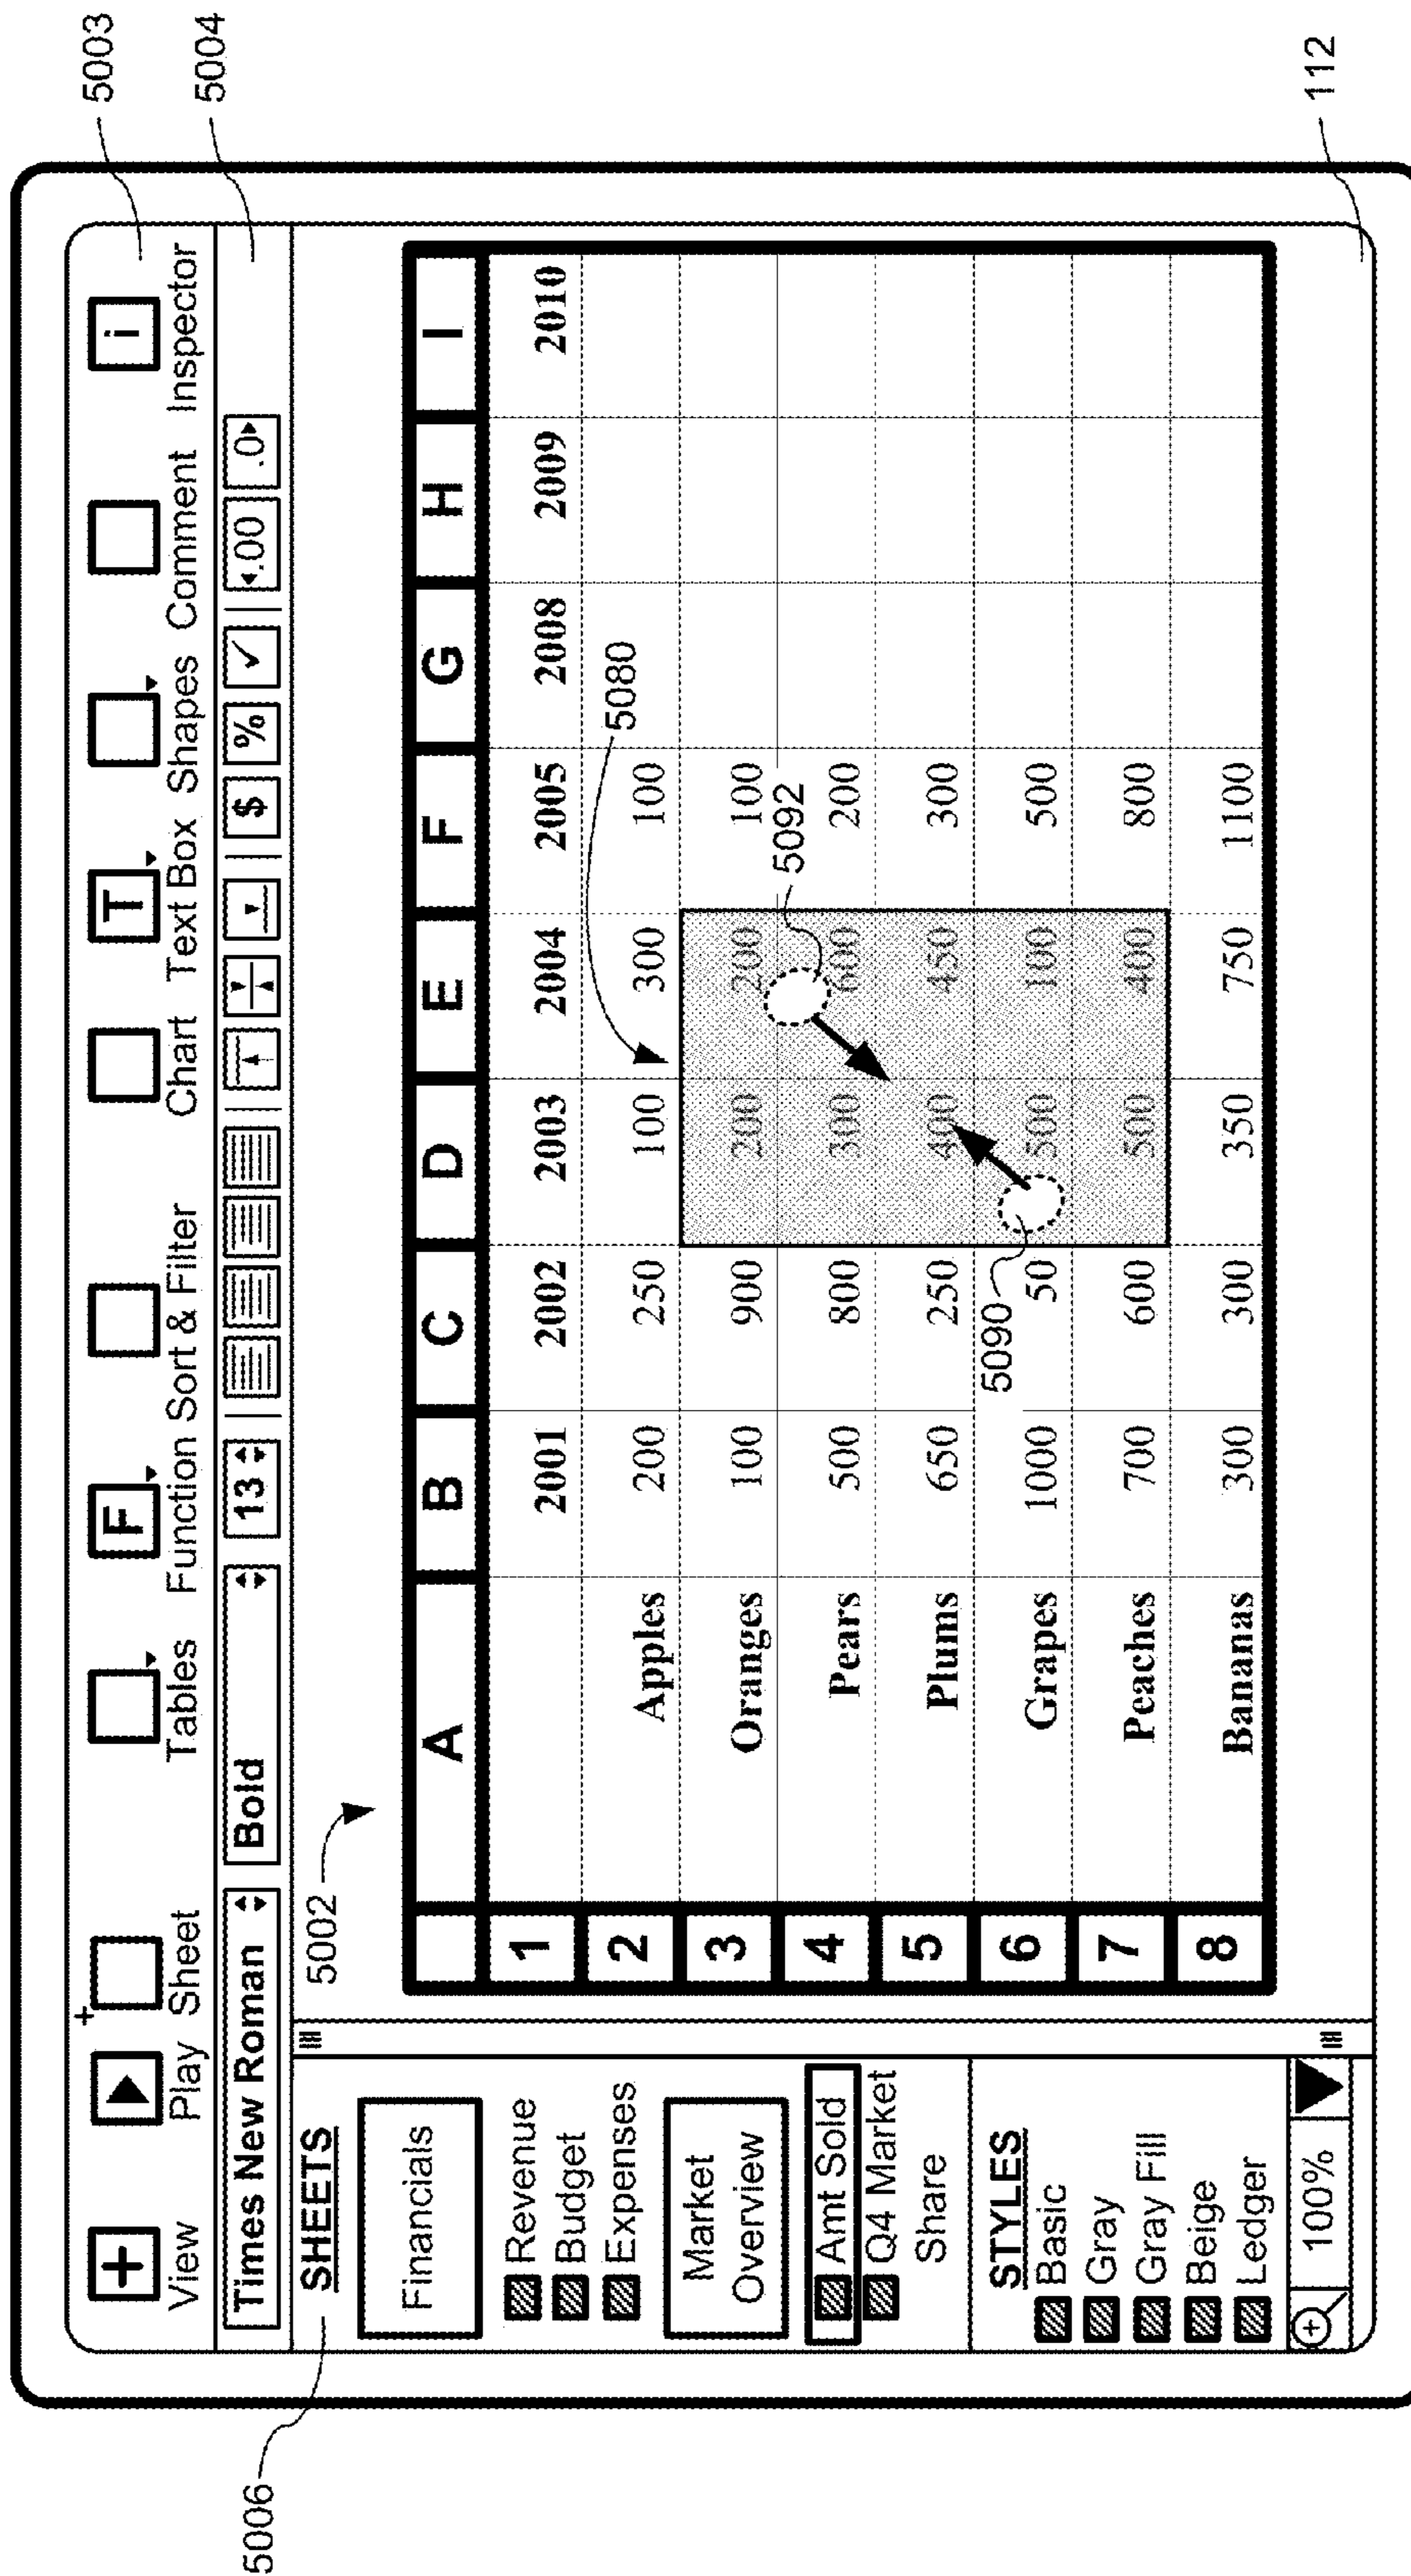 5003
5004
+
+ i
View Play Sheet Tables Function Sort & Filter Chart Text Box Shapes Comment Inspector
F T
Times New Roman Bold 13 $ % ✓ .00 .0
5006
SHEETS
Financials
Revenue
Budget
Expenses
Market
Overview
Amt Sold
Q4 Market
Share
STYLES
Basic
Gray
Gray Fill
Beige
Ledger
100%
5002
A B C D E F G H I
1 2001 2002 2003 2004 2005 2008 2009 2010
5080
2 Apples 200 250 100 300 100
3 Oranges 100 900 200 200 100
5092
4 Pears 500 800 300 600 200
5 Plums 650 250 400 450 300
5090
6 Grapes 1000 50 500 100 500
7 Peaches 700 600 500 400 800
8 Bananas 300 300 350 750 1100
112